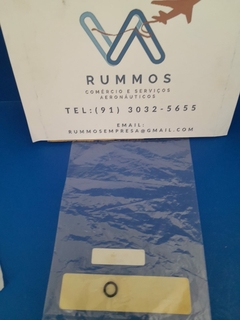 RUMMOS
COMÉRCIO E SERVIÇOS
AERONÁUTICOS
TEL:(91) 3032-5655
EMAIL:
RUMMOSEMPRESA@GMAIL.COM